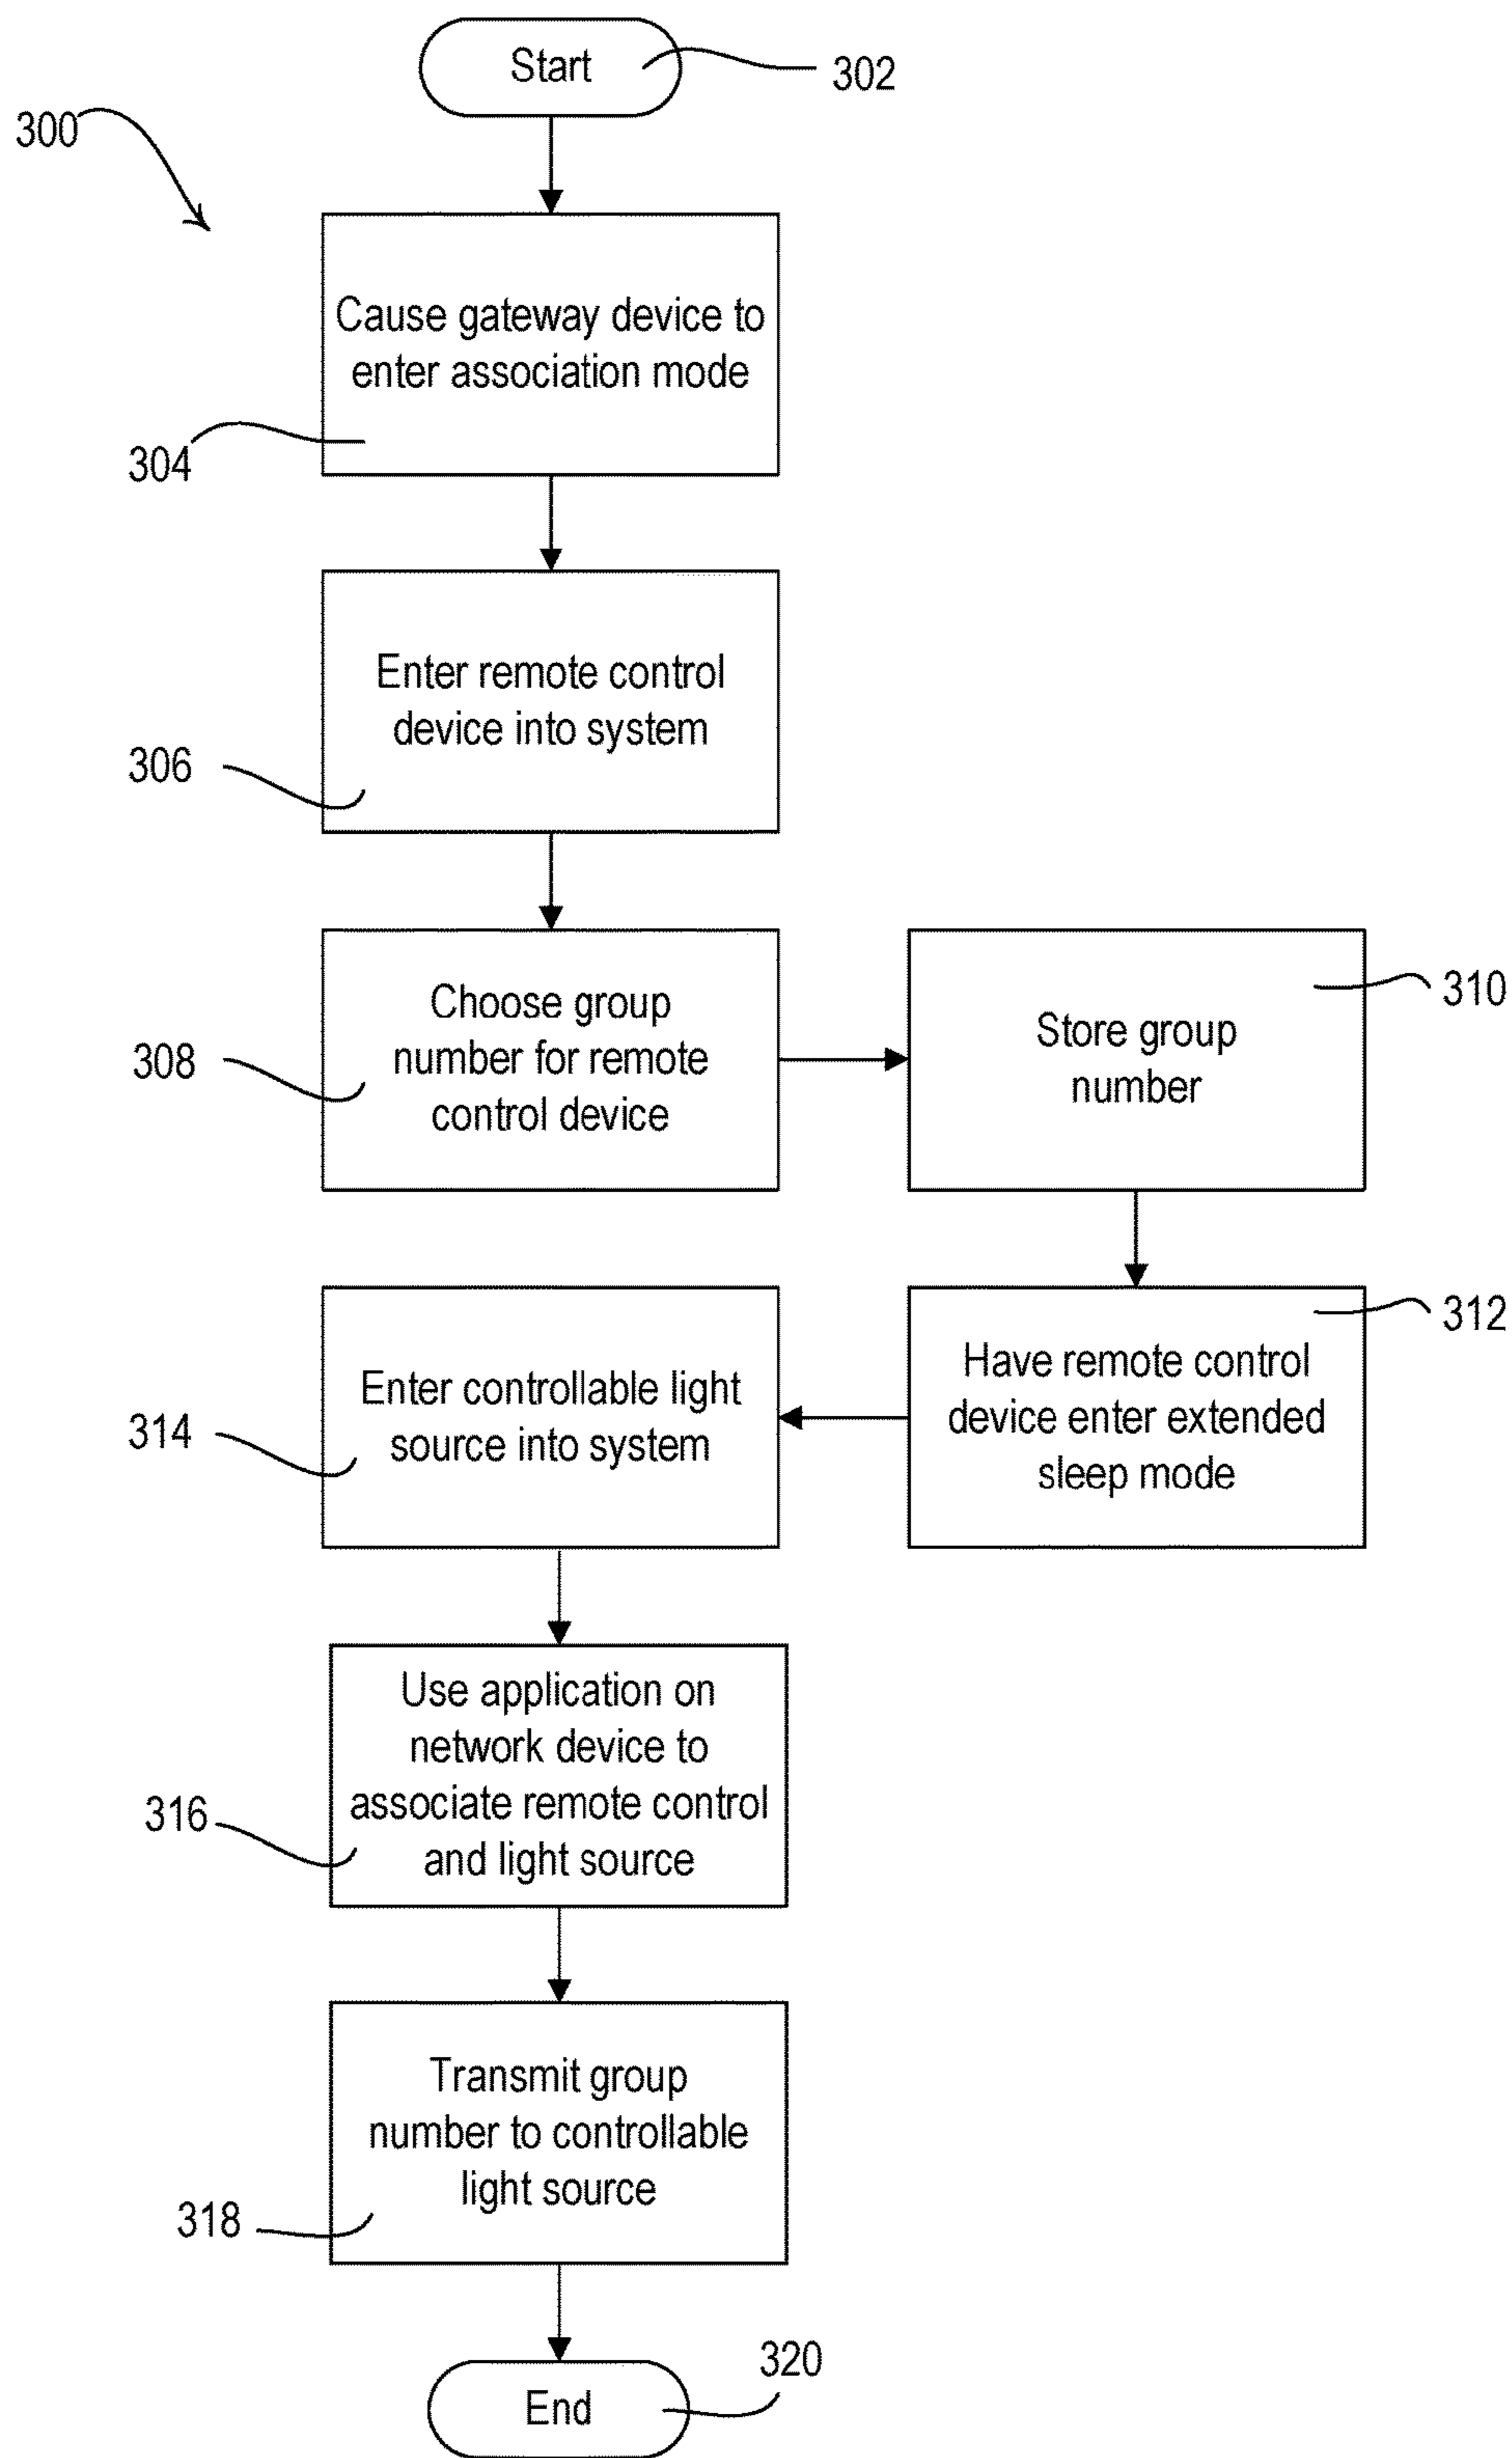 Start
302
300
Cause gateway device to
enter association mode
304
Enter remote control
device into system
306
Choose group
number for remote
control device
308
Store group
number
310
Have remote control
device enter extended
sleep mode
312
Enter controllable light
source into system
314
Use application on
network device to
associate remote control
and light source
316
Transmit group
number to controllable
light source
318
End
320